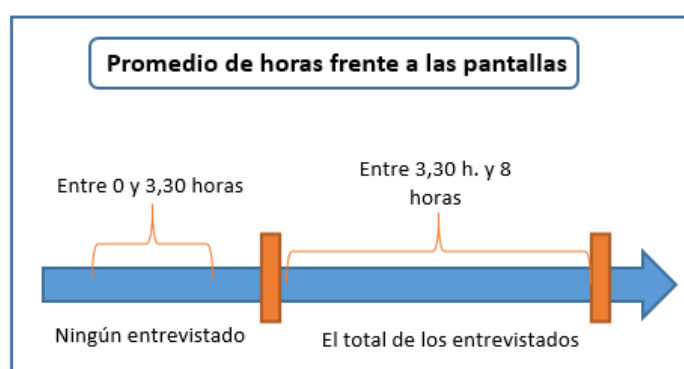 Promedio de horas frente a las pantallas
Entre 0 y 3,30 horas
Entre 3,30 h. y 8
horas
Ningún entrevistado
El total de los entrevistados